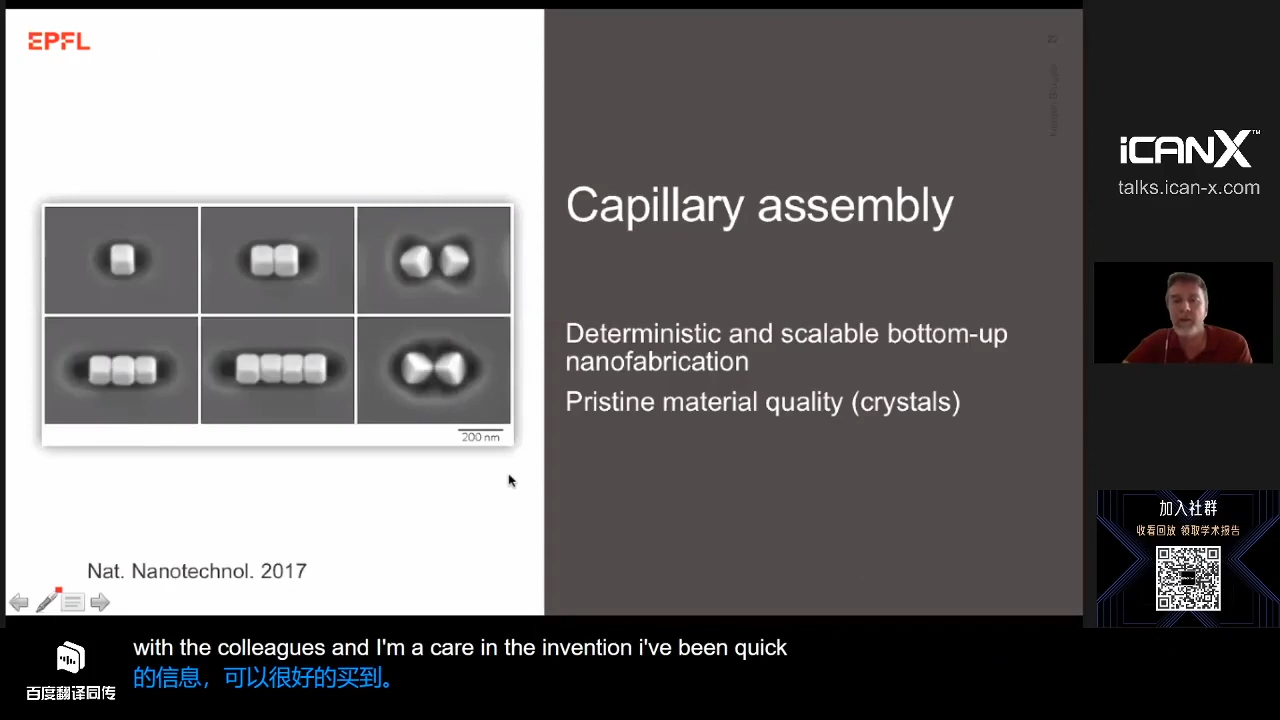 EPFL
21
Capillary assembly
Deterministic and scalable bottom-up
nanofabrication
Pristine material quality (crystals)
200 nm
Nat. Nanotechnol. 2017
iCANX™
talks.ican-x.com
加入社群
收看回放 领取学术报告
with the colleagues and I'm a care in the invention i've been quick
的信息，可以很好的买到。
百度翻译同传